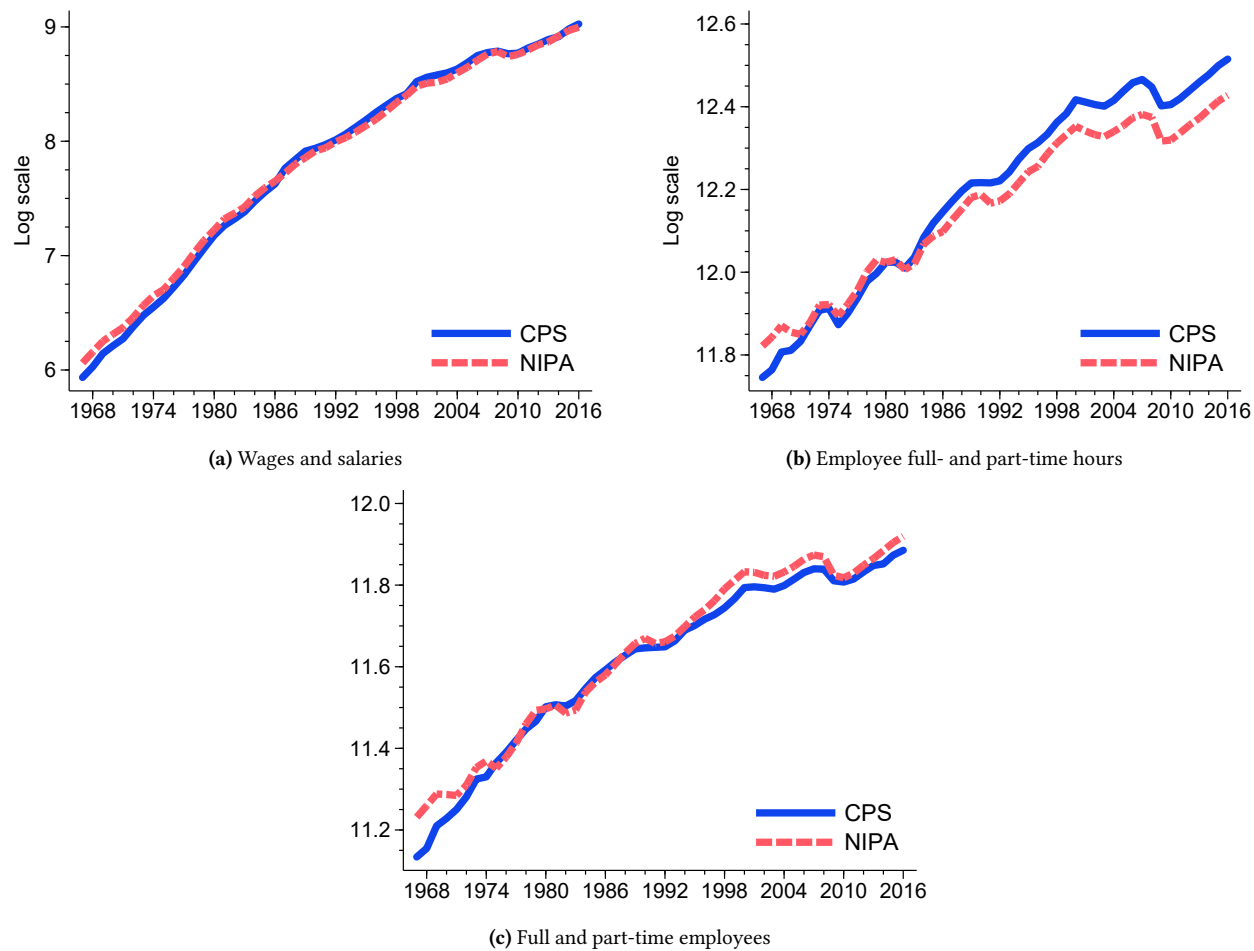 9
8
7
6
Log scale
CPS
NIPA
1968 1974 1980 1986 1992 1998 2004 2010 2016
(a) Wages and salaries
12.6
12.4
12.2
12.0
11.8
Log scale
CPS
NIPA
1968 1974 1980 1986 1992 1998 2004 2010 2016
(b) Employee full- and part-time hours
12.0
11.8
11.6
11.4
11.2
CPS
NIPA
1968 1974 1980 1986 1992 1998 2004 2010 2016
(c) Full and part-time employees